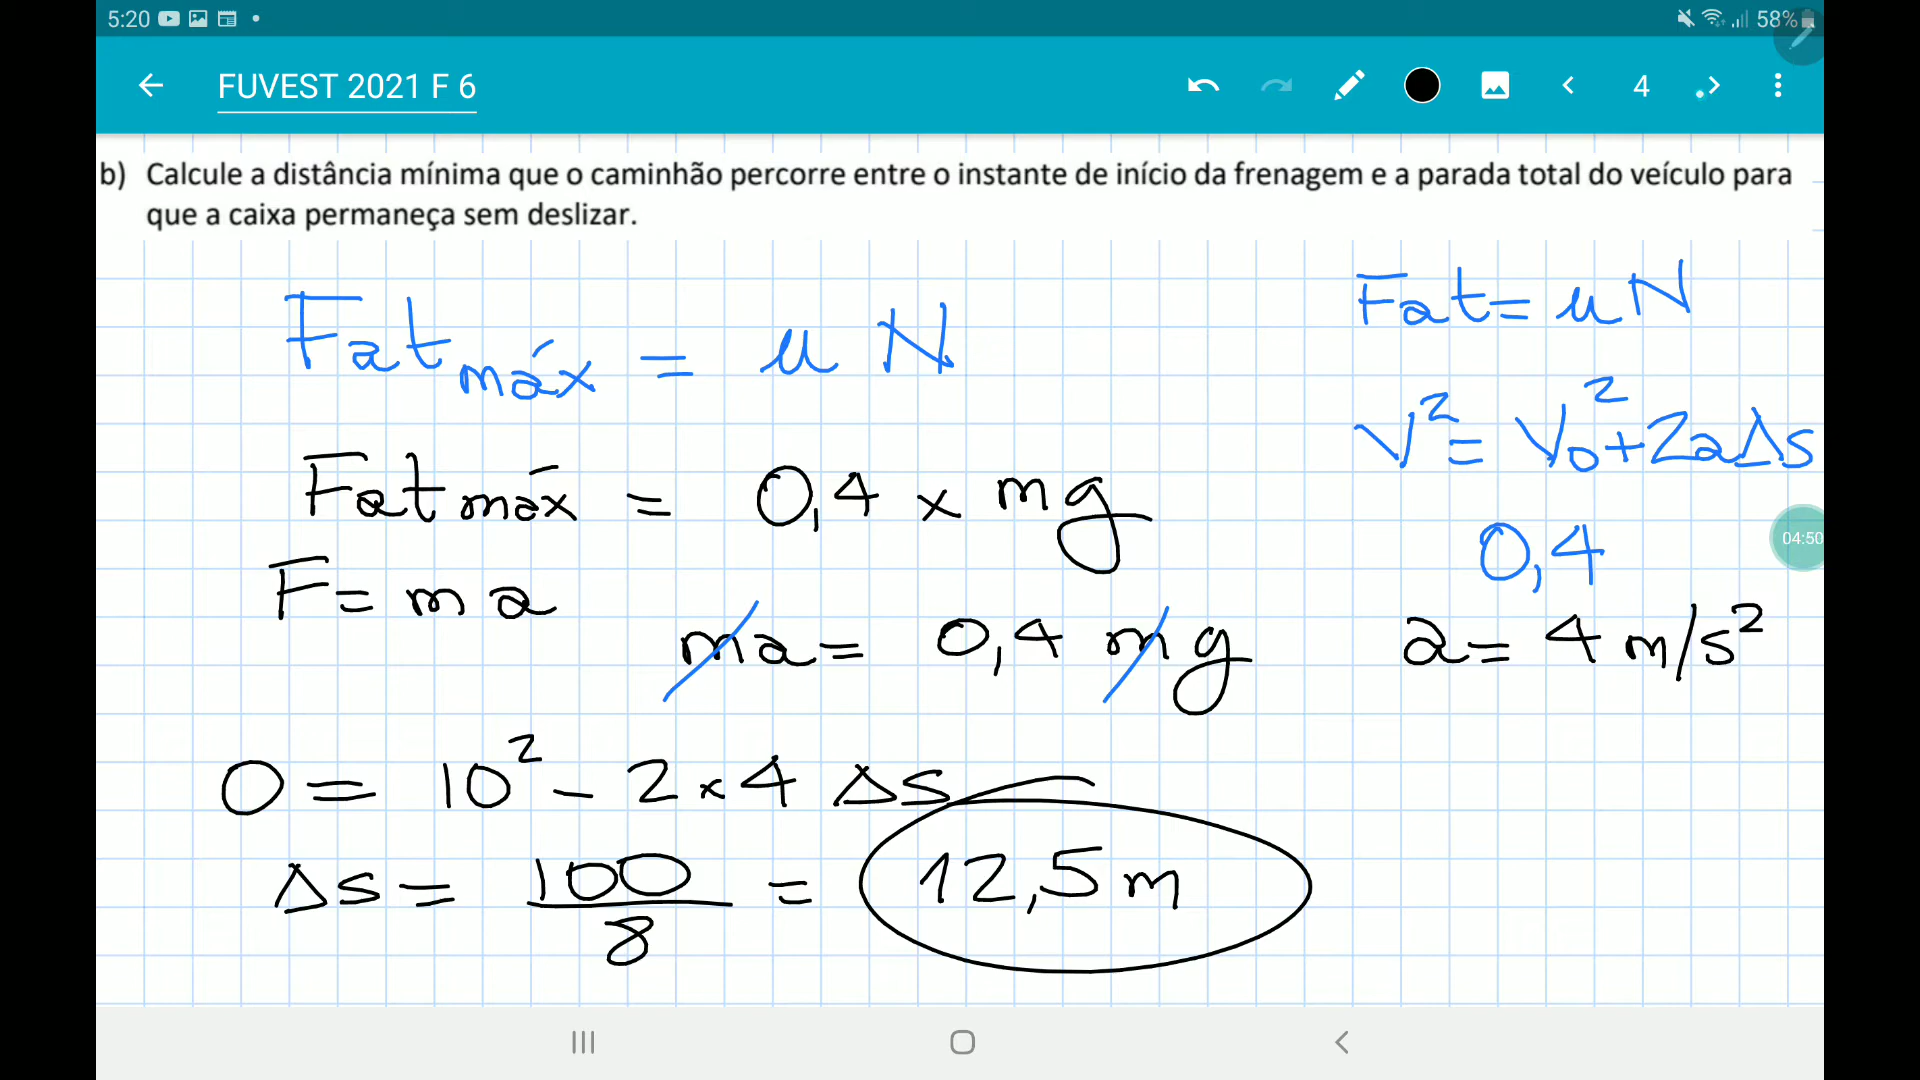 5:20 58%
FUVEST 2021 F 6 4
b) Calcule a distância mínima que o caminhão percorre entre o instante de início da frenagem e a parada total do veículo para
que a caixa permaneça sem deslizar.
Fat máx = μ N
Fat = μ N
V² = V₀² + 2aΔs
Fat máx = 0,4 x mg
0,4
04:50
F = ma
ma = 0,4 mg
a = 4 m/s²
0 = 10² - 2 x 4 Δs
Δs = 100/8 = 12,5 m